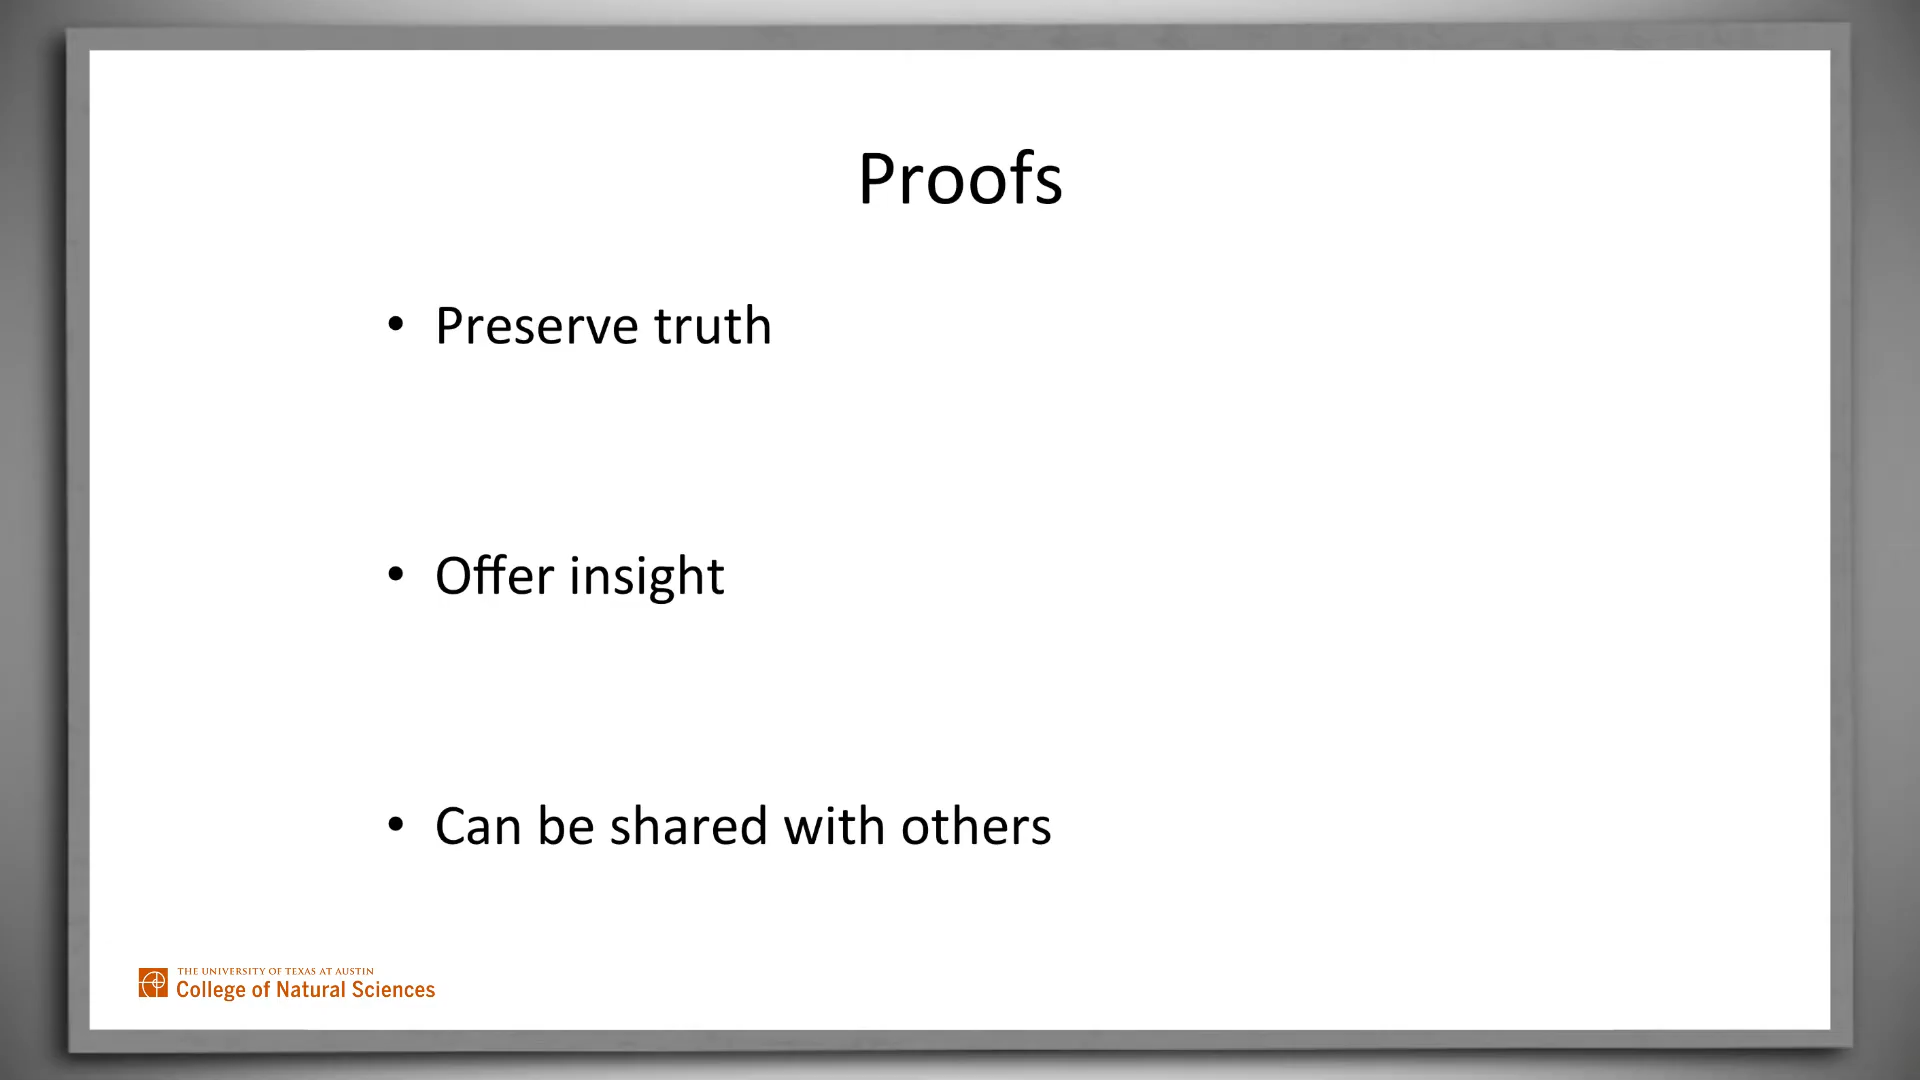 Proofs
• Preserve truth
• Offer insight
• Can be shared with others
THE UNIVERSITY OF TEXAS AT AUSTIN
College of Natural Sciences